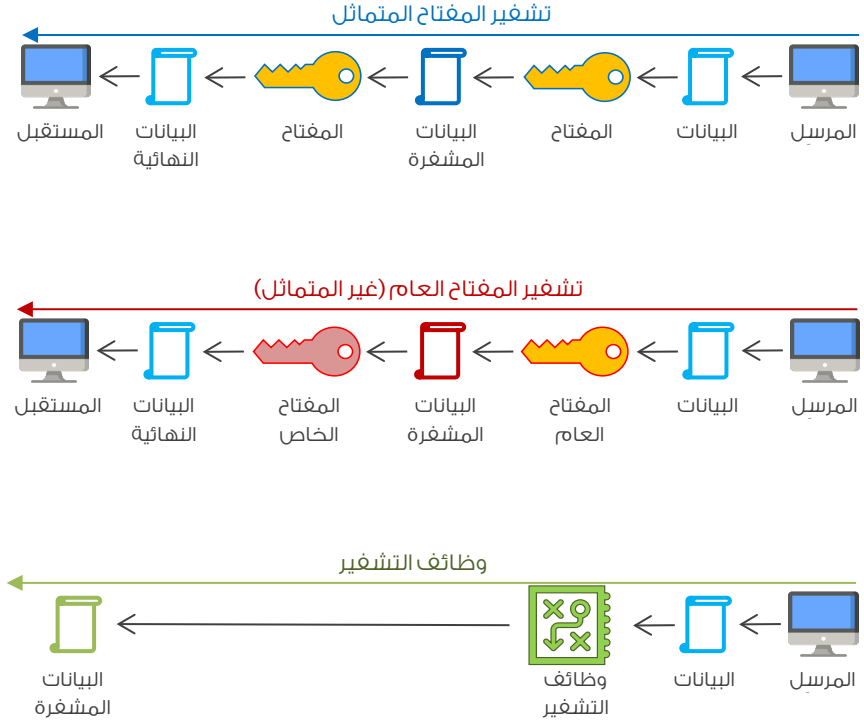 تشفير المفتاح المتماثل
المرسِل
البيانات
المفتاح
البيانات
المشفرة
المفتاح
البيانات
النهائية
المستقبل
تشفير المفتاح العام (غير المتماثل)
المرسِل
البيانات
المفتاح
العام
البيانات
المشفرة
المفتاح
الخاص
البيانات
النهائية
المستقبل
وظائف التشفير
المرسِل
البيانات
وظائف
التشفير
البيانات
المشفرة